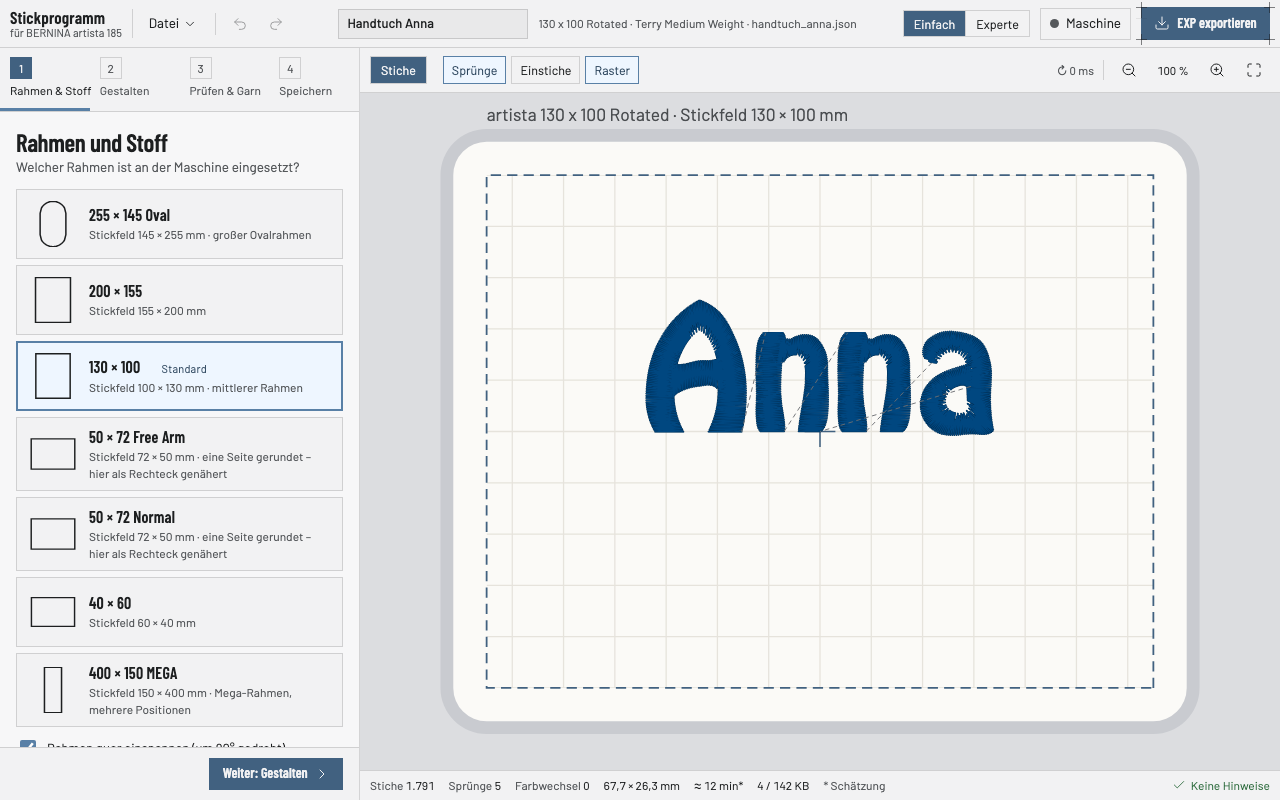 Stickprogramm
für BERNINA artista 185
Datei
Handtuch Anna
130 x 100 Rotated · Terry Medium Weight · handtuch_anna.json
Einfach
Experte
Maschine
EXP exportieren
1
Rahmen & Stoff
2
Gestalten
3
Prüfen & Garn
4
Speichern
Stiche
Sprünge
Einstiche
Raster
0 ms
100 %
Rahmen und Stoff
Welcher Rahmen ist an der Maschine eingesetzt?
255 × 145 Oval
Stickfeld 145 × 255 mm · großer Ovalrahmen
200 × 155
Stickfeld 155 × 200 mm
130 × 100 Standard
Stickfeld 100 × 130 mm · mittlerer Rahmen
50 × 72 Free Arm
Stickfeld 72 × 50 mm · eine Seite gerundet –
hier als Rechteck genähert
50 × 72 Normal
Stickfeld 72 × 50 mm · eine Seite gerundet –
hier als Rechteck genähert
40 × 60
Stickfeld 60 × 40 mm
400 × 150 MEGA
Stickfeld 150 × 400 mm · Mega-Rahmen,
mehrere Positionen
Rahmen quer einspannen (um 90° gedreht)
Weiter: Gestalten
artista 130 x 100 Rotated · Stickfeld 130 × 100 mm
Anna
Stiche 1.791
Sprünge 5
Farbwechsel 0
67,7 × 26,3 mm
≈ 12 min*
4 / 142 KB
* Schätzung
Keine Hinweise